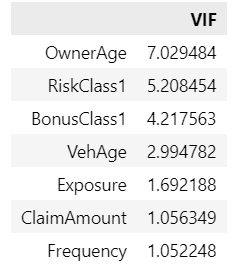 VIF
OwnerAge 7.029484
RiskClass1 5.208454
BonusClass1 4.217563
VehAge 2.994782
Exposure 1.692188
ClaimAmount 1.056349
Frequency 1.052248